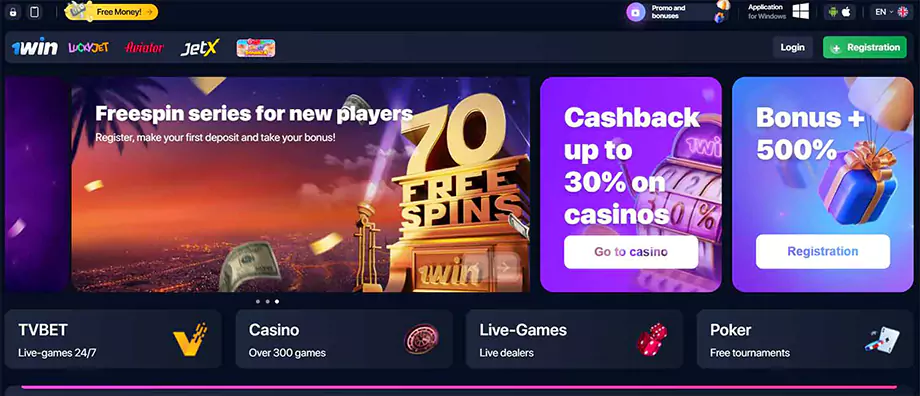 Free Money!
Promo and
bonuses
Application
for Windows
EN
1win
LUCKYJET
Aviator
JetX
Login
Registration
Freespin series for new players
Register, make your first deposit and take your bonus!
70
FREE
SPINS
1win
Cashback
up to
30% on
casinos
1win
Go to casino
Bonus +
500%
Registration
TVBET
Live-games 24/7
Casino
Over 300 games
Live-Games
Live dealers
Poker
Free tournaments